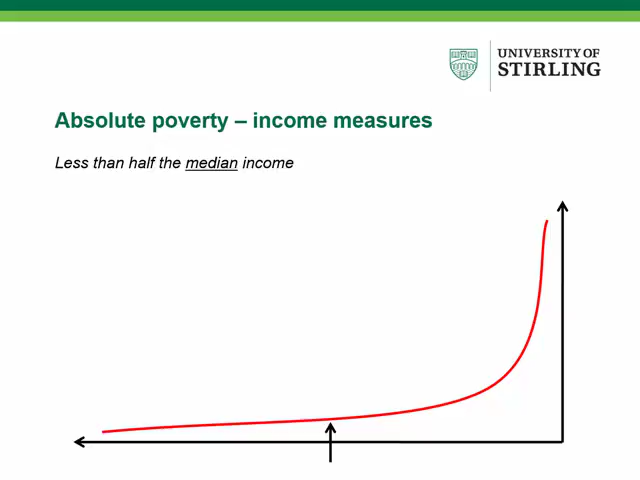 UNIVERSITY OF
STIRLING
Absolute poverty – income measures
Less than half the median income